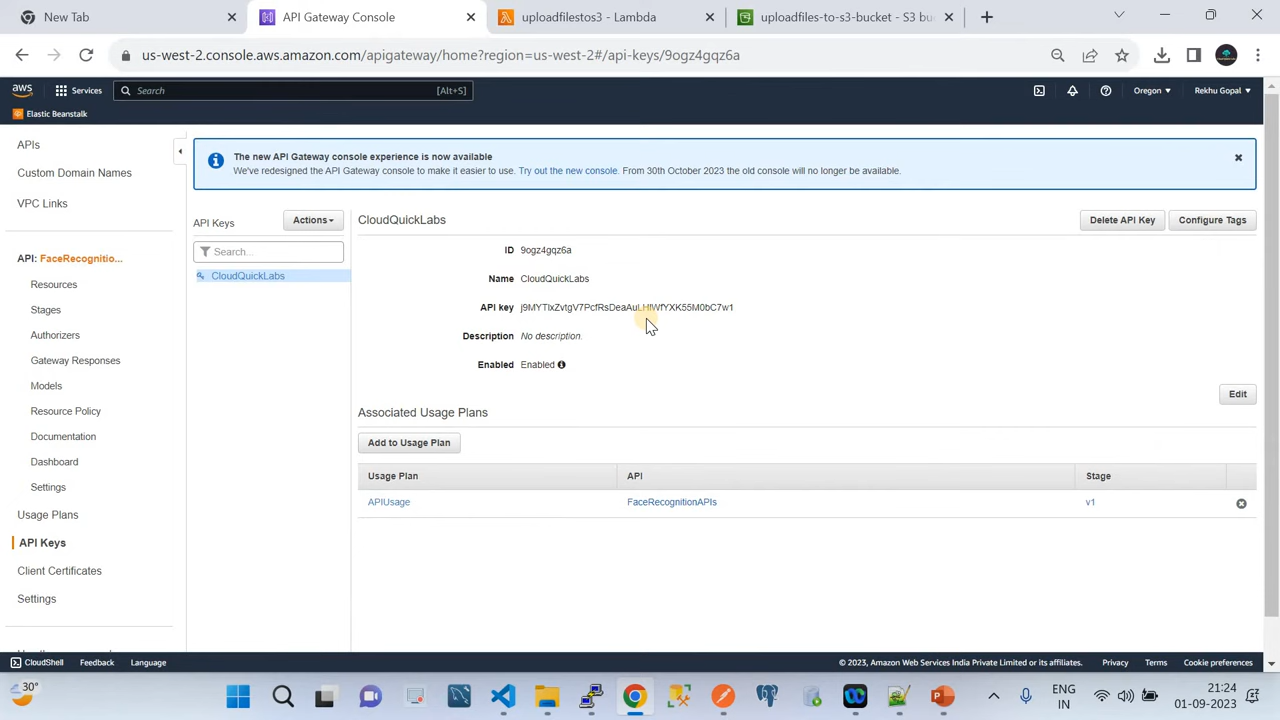 New Tab
API Gateway Console
uploadfilestos3 - Lambda
uploadfiles-to-s3-bucket - S3 bu
us-west-2.console.aws.amazon.com/apigateway/home?region=us-west-2#/api-keys/9ogz4gqz6a
aws
Services
Search
[Alt+S]
Oregon
Rekhu Gopal
Elastic Beanstalk
APIs
Custom Domain Names
VPC Links
API: FaceRecognitio...
Resources
Stages
Authorizers
Gateway Responses
Models
Resource Policy
Documentation
Dashboard
Settings
Usage Plans
API Keys
Client Certificates
Settings
The new API Gateway console experience is now available
We've redesigned the API Gateway console to make it easier to use. Try out the new console. From 30th October 2023 the old console will no longer be available.
API Keys
Actions
Search...
CloudQuickLabs
CloudQuickLabs
Delete API Key
Configure Tags
ID 9ogz4gqz6a
Name CloudQuickLabs
API key
Description No description.
Enabled Enabled
Edit
Associated Usage Plans
Add to Usage Plan
Usage Plan API Stage
APIUsage FaceRecognitionAPIs v1
CloudShell Feedback Language
© 2023, Amazon Web Services India Private Limited or its affiliates.
Privacy Terms Cookie preferences
30°
ENG
IN
21:24
01-09-2023